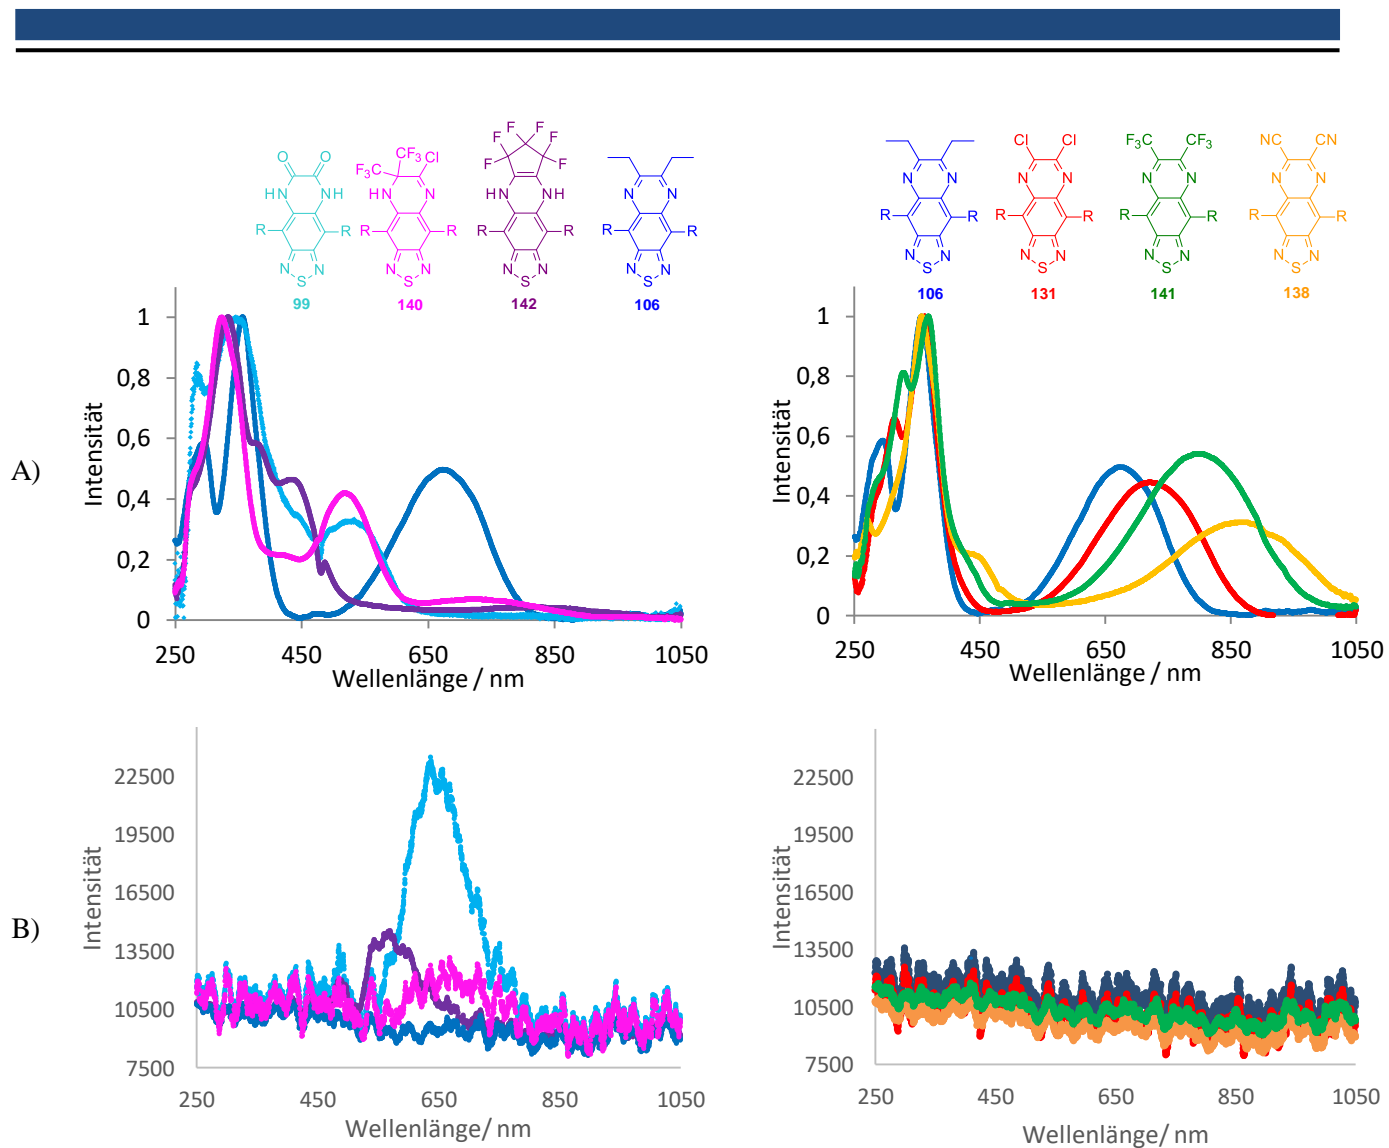 O O
HN NH
R R
N N
S
99
CF3
F3C Cl
F3C
HN N
R R
N N
S
140
F F
F F
F F
HN NH
R R
N N
S
142
N N
R R
N N
S
106
N N
R R
N N
S
106
Cl Cl
N N
R R
N N
S
131
F3C CF3
N N
R R
N N
S
141
NC CN
N N
R R
N N
S
138
A)
Intensität
1
0,8
0,6
0,4
0,2
0
250 450 650 850 1050
Wellenlänge / nm
Intensität
1
0,8
0,6
0,4
0,2
0
250 450 650 850 1050
Wellenlänge / nm
B)
Intensität
22500
19500
16500
13500
10500
7500
250 450 650 850 1050
Wellenlänge/ nm
Intensität
22500
19500
16500
13500
10500
7500
250 450 650 850 1050
Wellenlänge/ nm